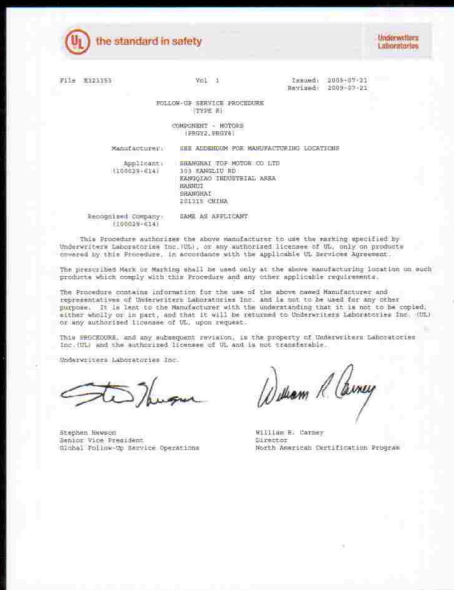 UL the standard in safety
Underwriters
Laboratories
File E323353 Vol 1 Issued: 2009-07-21
Revised: 2009-07-21
FOLLOW-UP SERVICE PROCEDURE
(TYPE R)
COMPONENT - MOTORS
(PRGY2, PRGY8)
Manufacturer: SEE ADDENDUM FOR MANUFACTURING LOCATIONS
Applicant: SHANGHAI TOP MOTOR CO LTD
(100029-614) 303 KANGLIU RD
KANGQIAO INDUSTRIAL AREA
NANHUI
SHANGHAI
201315 CHINA
Recognized Company: SAME AS APPLICANT
(100029-614)
This Procedure authorizes the above manufacturer to use the marking specified by
Underwriters Laboratories Inc.(UL), or any authorized licensee of UL, only on products
covered by this Procedure, in accordance with the applicable UL Services Agreement.
The prescribed Mark or Marking shall be used only at the above manufacturing location on such
products which comply with this Procedure and any other applicable requirements.
The Procedure contains information for the use of the above named Manufacturer and
representatives of Underwriters Laboratories Inc. and is not to be used for any other
purpose. It is lent to the Manufacturer with the understanding that it is not to be copied,
either wholly or in part, and that it will be returned to Underwriters Laboratories Inc. (UL)
or any authorized licensee of UL, upon request.
This PROCEDURE, and any subsequent revision, is the property of Underwriters Laboratories
Inc.(UL) and the authorized licensee of UL and is not transferable.
Underwriters Laboratories Inc.
William R. Carney
Stephen Hewson William R. Carney
Senior Vice President Director
Global Follow-Up Service Operations North American Certification Program